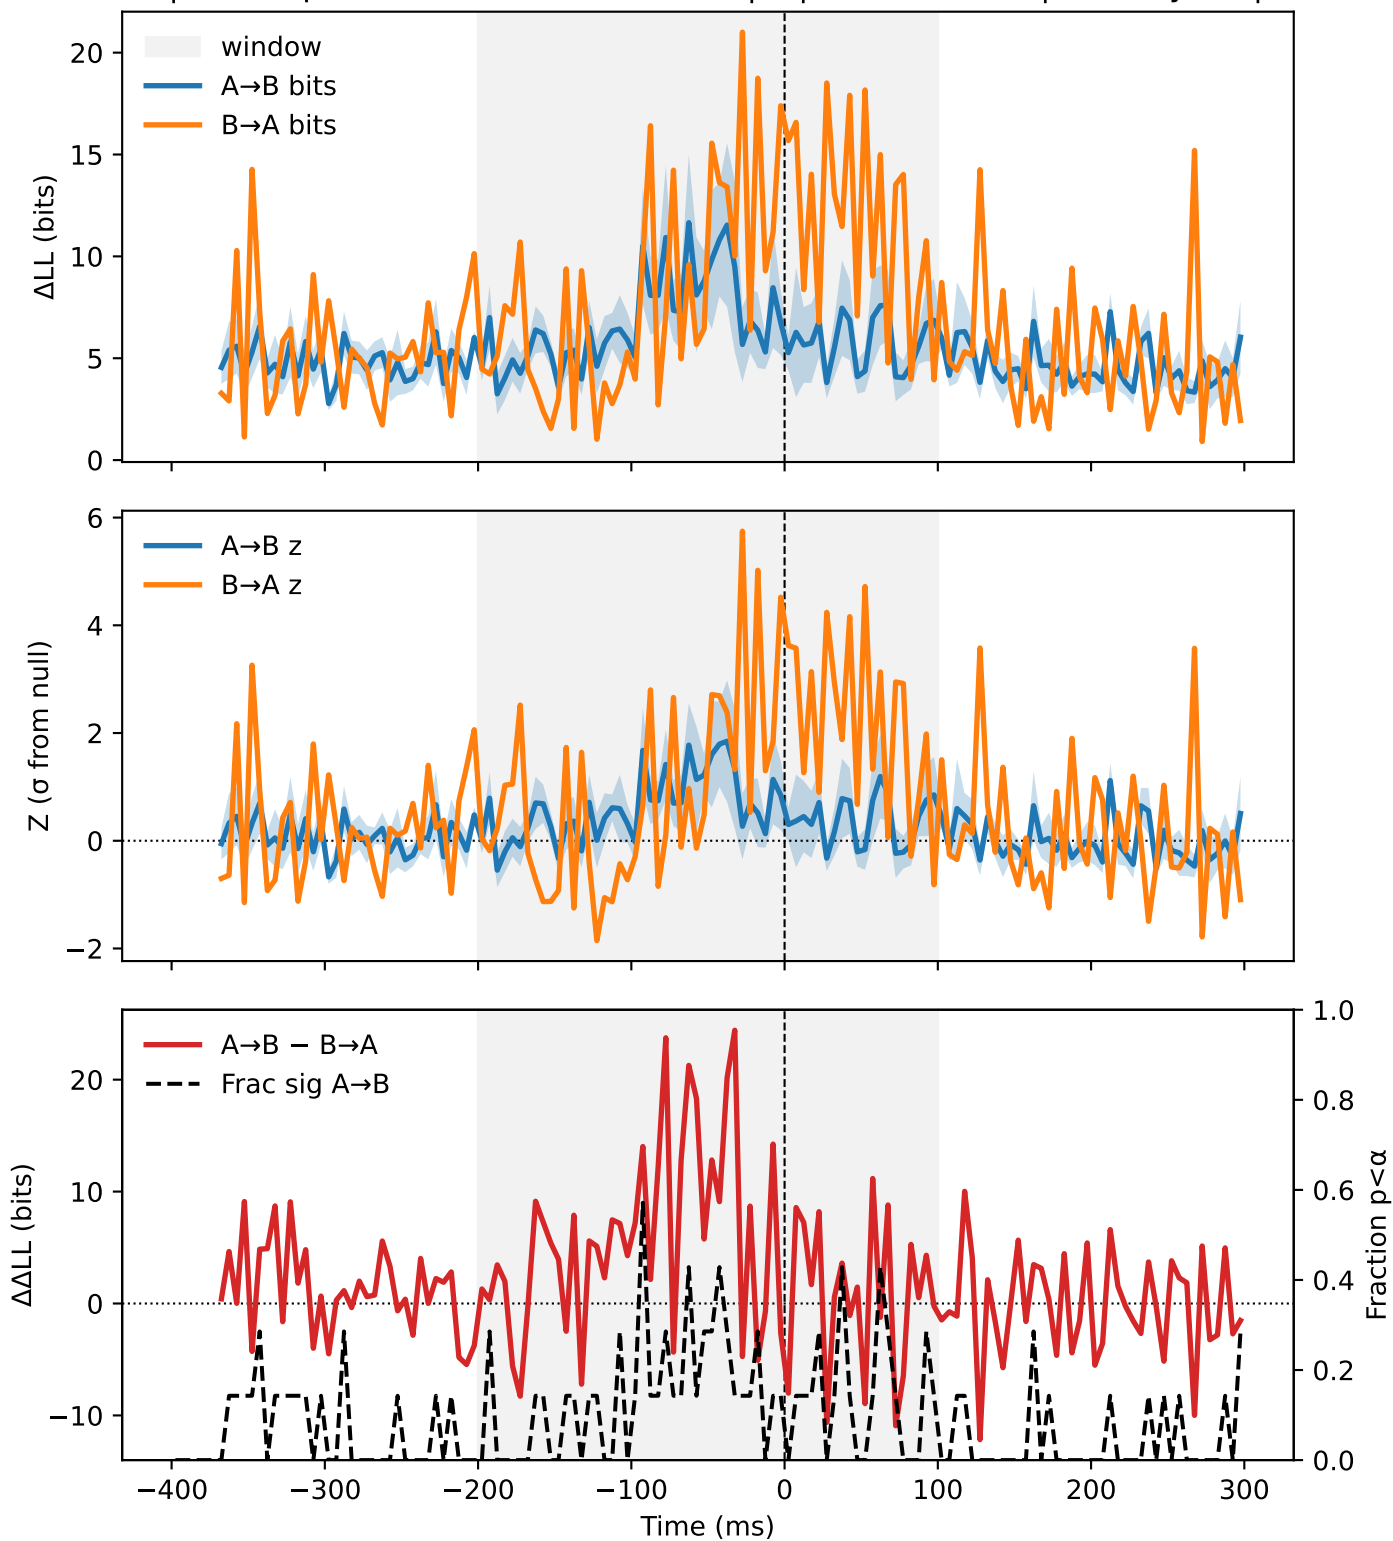 window
A→B bits
B→A bits
ΔLL (bits)
20
15
10
5
0
A→B z
B→A z
Z (σ from null)
6
4
2
0
−2
A→B − B→A
Frac sig A→B
ΔΔLL (bits)
20
10
0
−10
1.0
0.8
0.6
0.4
0.2
0.0
Fraction p<α
−400 −300 −200 −100 0 100 200 300
Time (ms)